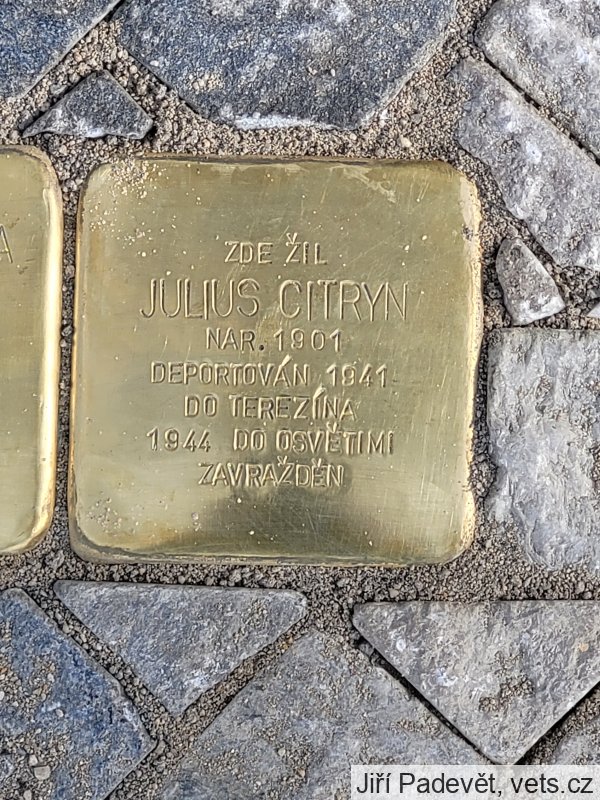 ZDE ŽIL
JULIUS CITRYN
NAR. 1901
DEPORTOVÁN 1941
DO TEREZÍNA
1944 DO OSVĚTIMI
ZAVRAŽDĚN
A
Jiří Padevět, vets.cz